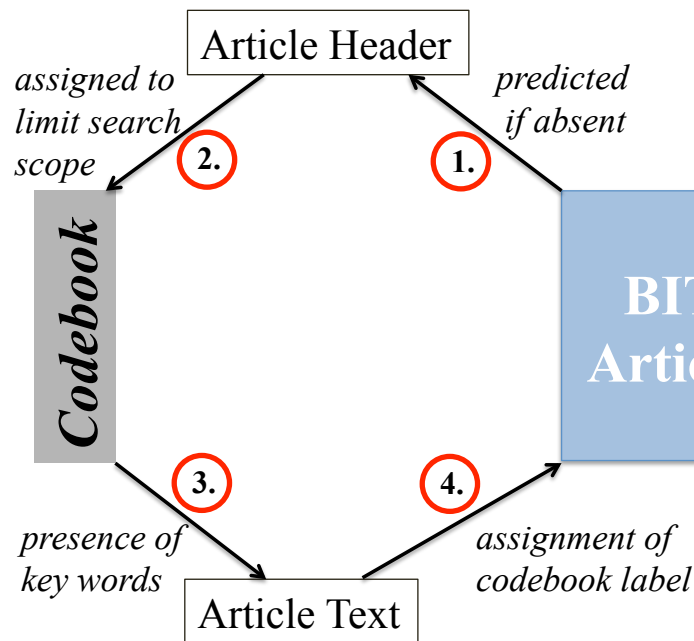 Article Header
assigned to
limit search
scope
predicted
if absent
2.
1.
Codebook
BIT
3.
4.
presence of
key words
assignment of
codebook label
Article Text